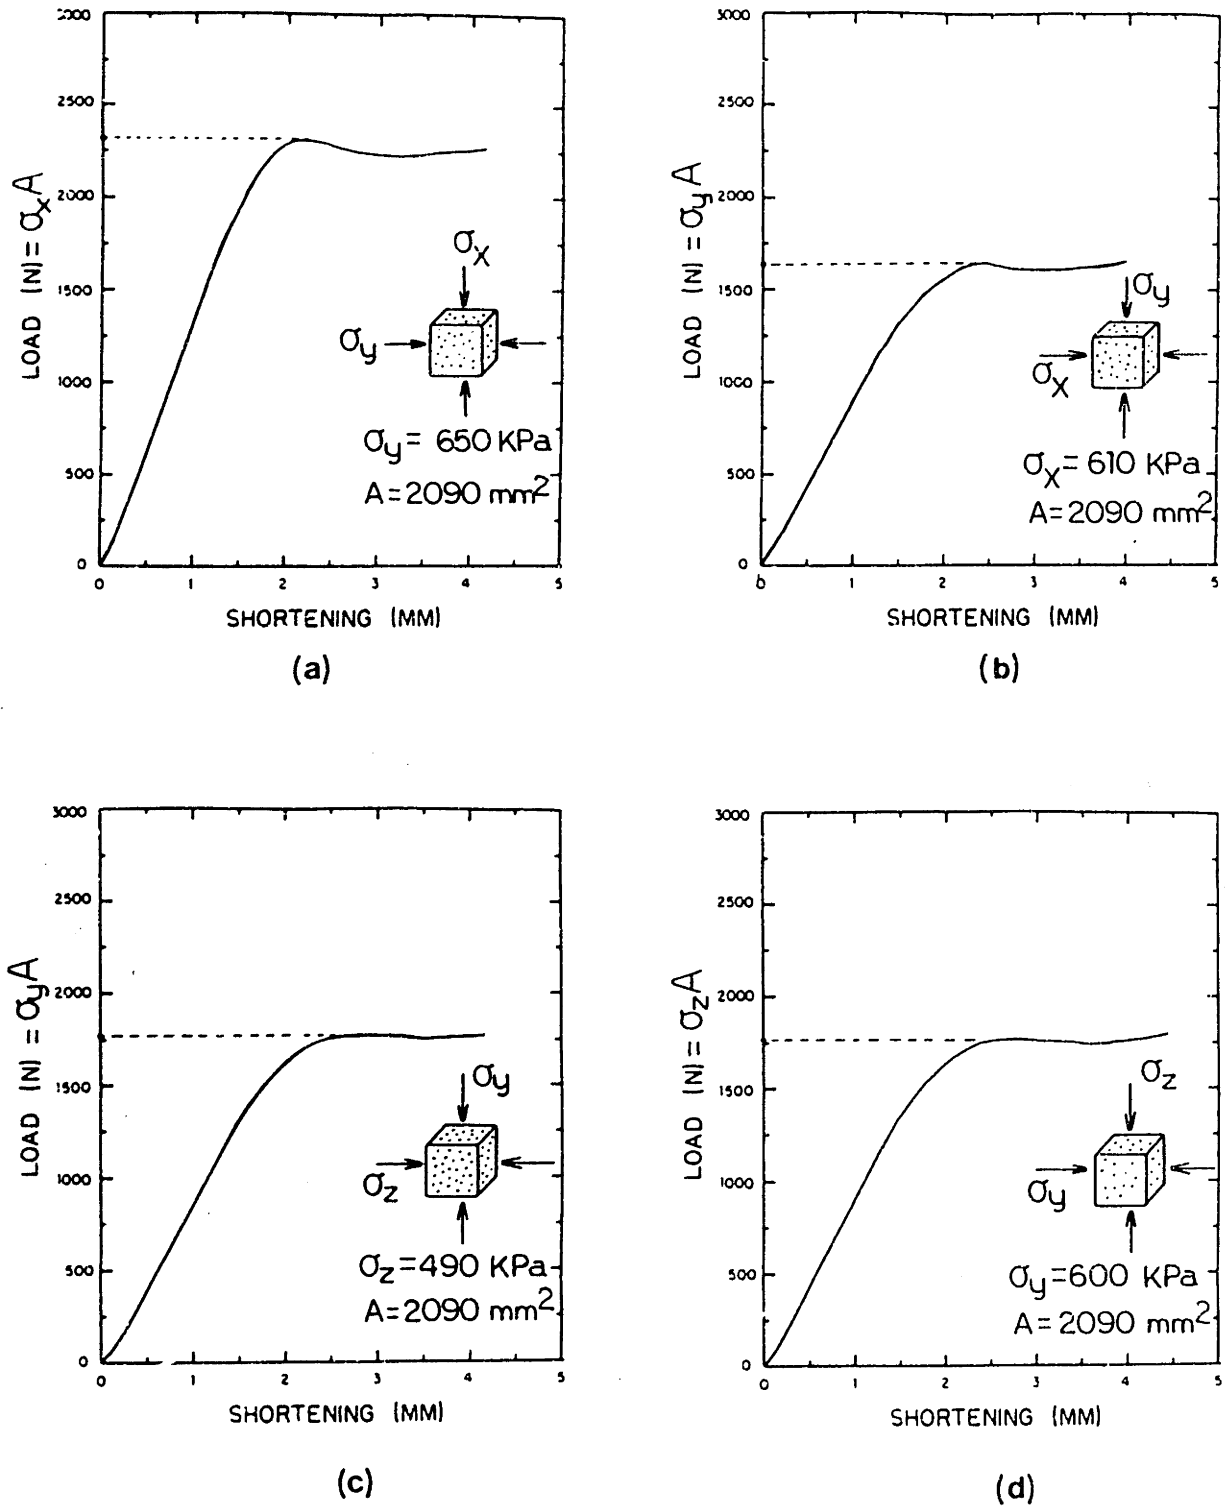 3000
2500
2000
1500
1000
500
0
0 1 2 3 4 5
LOAD (N) = σxA
SHORTENING (MM)
σx
σy
σy = 650 KPa
A = 2090 mm²
(a)
3000
2500
2000
1500
1000
500
0
0 1 2 3 4 5
LOAD (N) = σyA
SHORTENING (MM)
σy
σx
σx = 610 KPa
A = 2090 mm²
(b)
3000
2500
2000
1500
1000
500
0
0 1 2 3 4 5
LOAD (N) = σyA
SHORTENING (MM)
σy
σz
σz = 490 KPa
A = 2090 mm²
(c)
3000
2500
2000
1500
1000
500
0
0 1 2 3 4 5
LOAD (N) = σzA
SHORTENING (MM)
σz
σy
σy = 600 KPa
A = 2090 mm²
(d)